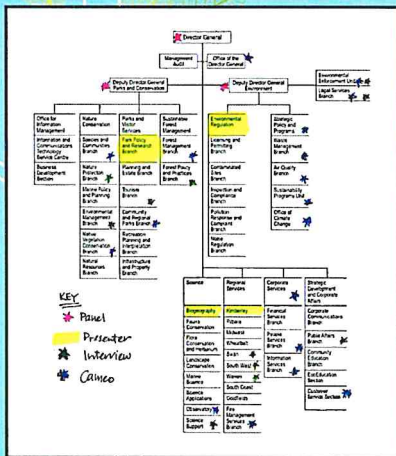 Director General
Management
Audit
Office of the
Director General
Deputy Director General
Parks and Conservation
Deputy Director General
Environment
Environmental
Enforcement Unit
Legal Services
Branch
Office for
Information
Management
Information and
Communications
Technology
Service Centre
Business
Development
Section
Nature
Conservation
Species and
Communities
Branch
Nature
Protection
Branch
Marine Policy
and Planning
Branch
Environmental
Management
Branch
Native
Vegetation
Conservation
Branch
Natural
Resources
Branch
Parks and
Visitor
Services
Park Policy
and Research
Branch
Planning and
Estate Branch
Tourism
Branch
Community
and Regional
Parks Branch
Recreation
Planning and
Interpretation
Branch
Infrastructure
and Property
Branch
Sustainable
Forest
Management
Forest
Management
Branch
Forest Policy
and Practices
Branch
Environmental
Regulation
Licensing and
Permitting
Branch
Contaminated
Sites
Branch
Inspection and
Compliance
Branch
Pollution
Response and
Complaint
Branch
Noise
Regulation
Branch
Strategic
Policy and
Programs
Waste
Management
Branch
Air Quality
Branch
Sustainability
Programs Unit
Office of
Climate
Change
KEY
Panel
Presenter
Interview
Cameo
Science
Biogeography
Fauna
Conservation
Flora
Conservation
and Herbarium
Landscape
Conservation
Marine
Science
Science
Applications
Observatory
Science
Support
Regional
Services
Kimberley
Pilbara
Midwest
Wheatbelt
Swan
South West
Warren
South Coast
Goldfields
Fire
Management
Services
Branch
Corporate
Services
Financial
Services
Branch
People
Services
Branch
Information
Services
Branch
Strategic
Development
and Corporate
Affairs
Corporate
Communications
Branch
Public Affairs
Branch
Community
Education
Branch
EcoEducation
Section
Customer
Service Section